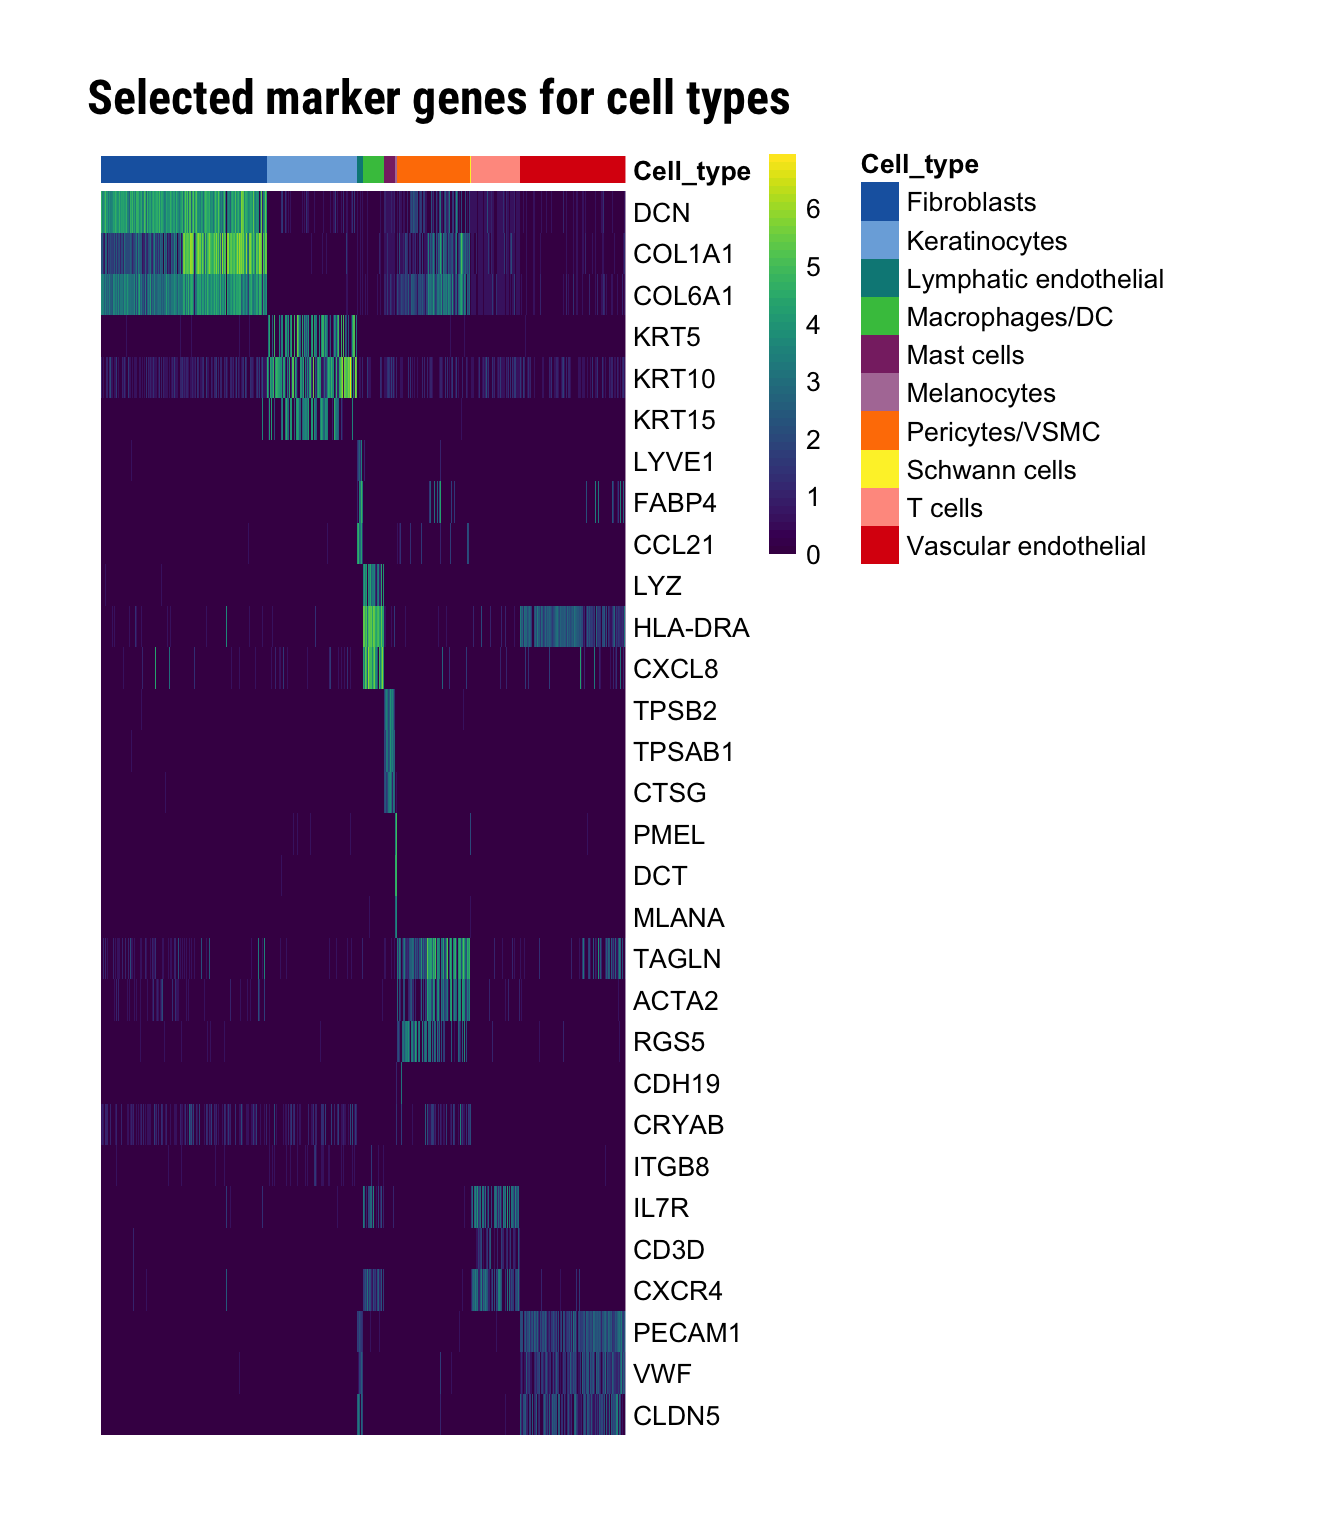 Selected marker genes for cell types
Cell_type
DCN
COL1A1
COL6A1
KRT5
KRT10
KRT15
LYVE1
FABP4
CCL21
LYZ
HLA-DRA
CXCL8
TPSB2
TPSAB1
CTSG
PMEL
DCT
MLANA
TAGLN
ACTA2
RGS5
CDH19
CRYAB
ITGB8
IL7R
CD3D
CXCR4
PECAM1
VWF
CLDN5
6
5
4
3
2
1
0
Cell_type
Fibroblasts
Keratinocytes
Lymphatic endothelial
Macrophages/DC
Mast cells
Melanocytes
Pericytes/VSMC
Schwann cells
T cells
Vascular endothelial